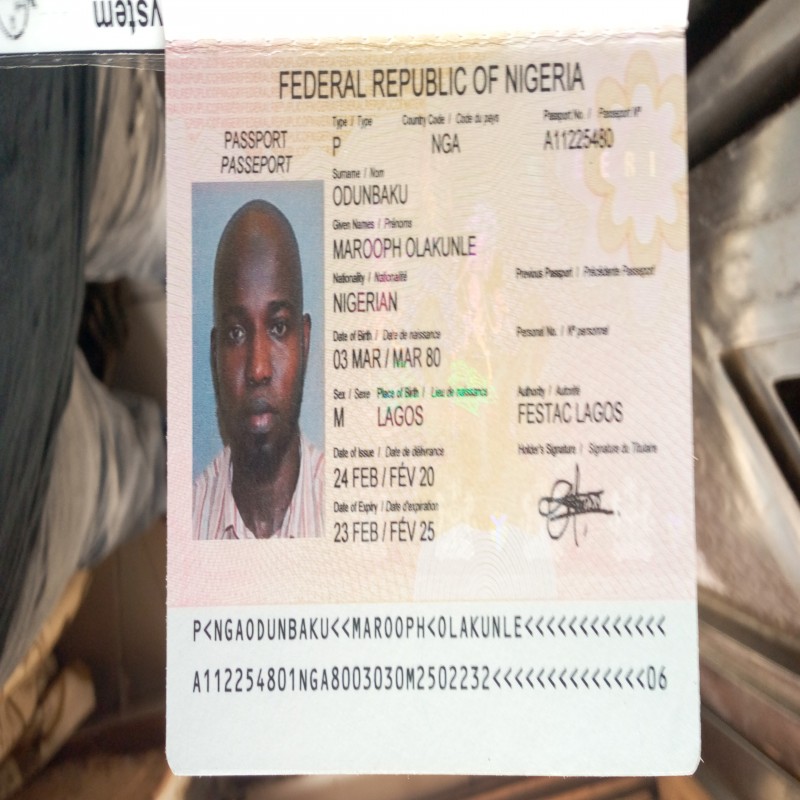 ystem
FEDERAL REPUBLIC OF NIGERIA
PASSPORT
PASSEPORT
Type / Type Country Code / Code du pays Passport No. / Passeport N°
P NGA A11225480
Surname / Nom
ODUNBAKU
Given Names / Prénoms
MAROOPH OLAKUNLE
Nationality / Nationalité Previous Passport / Précédente Passeport
NIGERIAN
Date of Birth / Date de naissance Personal No. / N° personnel
03 MAR / MAR 80
Sex / Sexe Place of Birth / Lieu de naissance Authority / Autorité
M LAGOS FESTAC LAGOS
Date of Issue / Date de délivrance Holder's Signature / Signature du Titulaire
24 FEB / FÉV 20
Date of Expiry / Date d'expiration
23 FEB / FÉV 25
P<NGAODUNBAKU<<MAROOPH<OLAKUNLE<<<<<<<<<<<<<
A112254801NGA8003030M2502232<<<<<<<<<<<<<<06